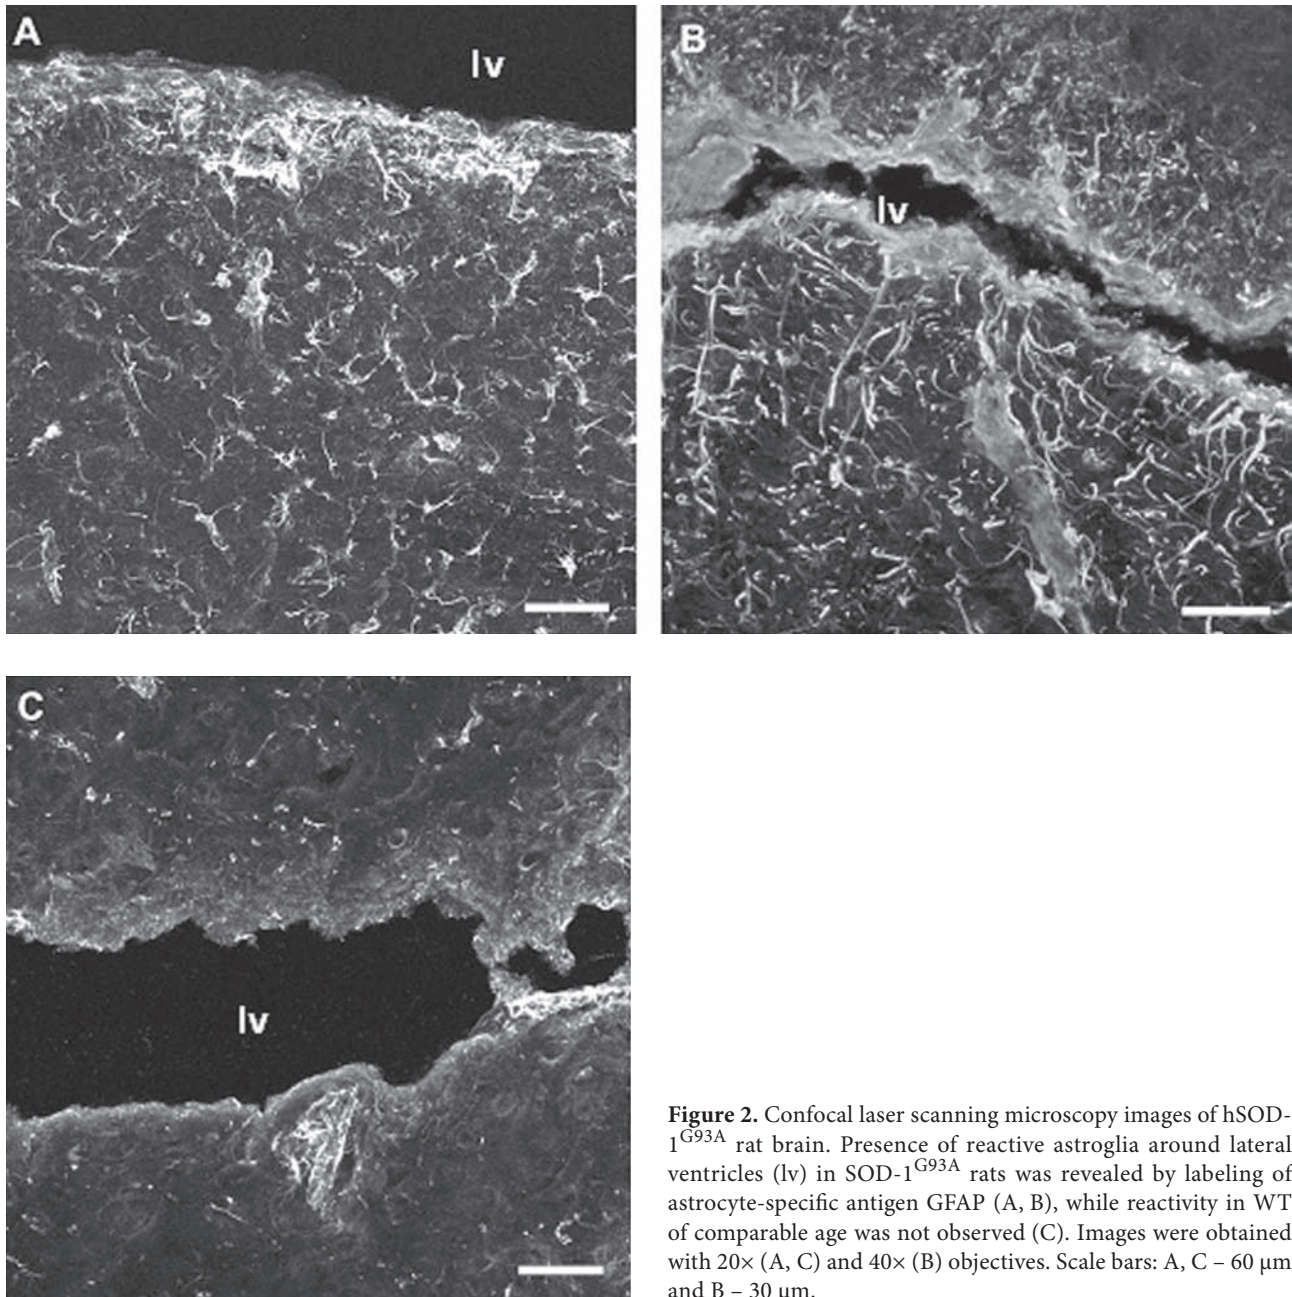 A
lv
B
lv
C
lv
Figure 2. Confocal laser scanning microscopy images of hSOD-
1G93A rat brain. Presence of reactive astroglia around lateral
ventricles (lv) in SOD-1G93A rats was revealed by labeling of
astrocyte-specific antigen GFAP (A, B), while reactivity in WT
of comparable age was not observed (C). Images were obtained
with 20× (A, C) and 40× (B) objectives. Scale bars: A, C – 60 μm
and B – 30 μm.